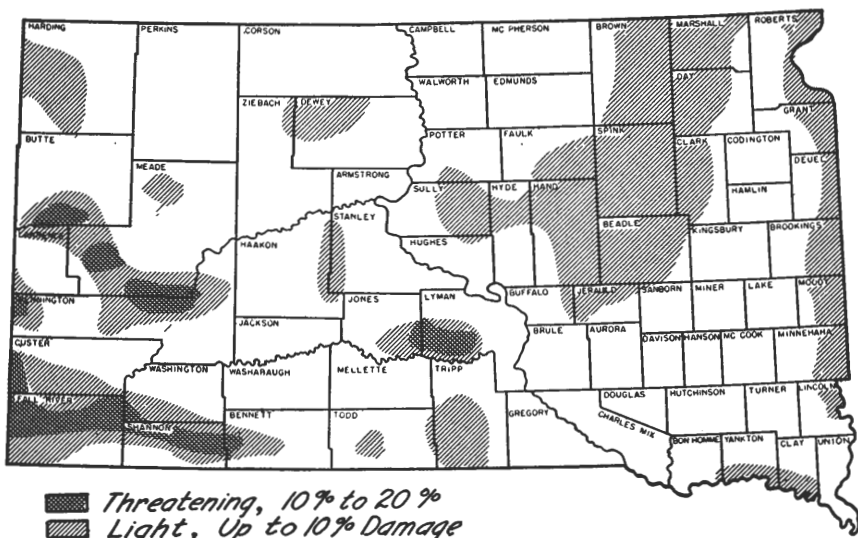 HARDING
PERKINS
CORSON
CAMPBELL
MC PHERSON
BROWN
MARSHALL
ROBERTS
WALWORTH
EDMUNDS
DAY
ZIEBACH
DEWEY
GRANT
BUTTE
POTTER
FAULK
SPINK
CLARK
CODINGTON
MEADE
ARMSTRONG
DEUEL
SULLY
HYDE
HAND
HAMLIN
STANLEY
LAWRENCE
HAAKON
HUGHES
BEADLE
KINGSBURY
BROOKINGS
PENNINGTON
JONES
LYMAN
BUFFALO
JERAULD
SANBORN
MINER
LAKE
MOODY
JACKSON
BRULE
AURORA
DAVISON
HANSON
MC COOK
MINNEHAHA
CUSTER
WASHINGTON
WASHABAUGH
MELLETTE
TRIPP
FALL RIVER
SHANNON
BENNETT
TODD
GREGORY
DOUGLAS
HUTCHINSON
TURNER
LINCOLN
CHARLES MIX
BON HOMME
YANKTON
CLAY
UNION
Threatening, 10% to 20%
Light, Up to 10% Damage